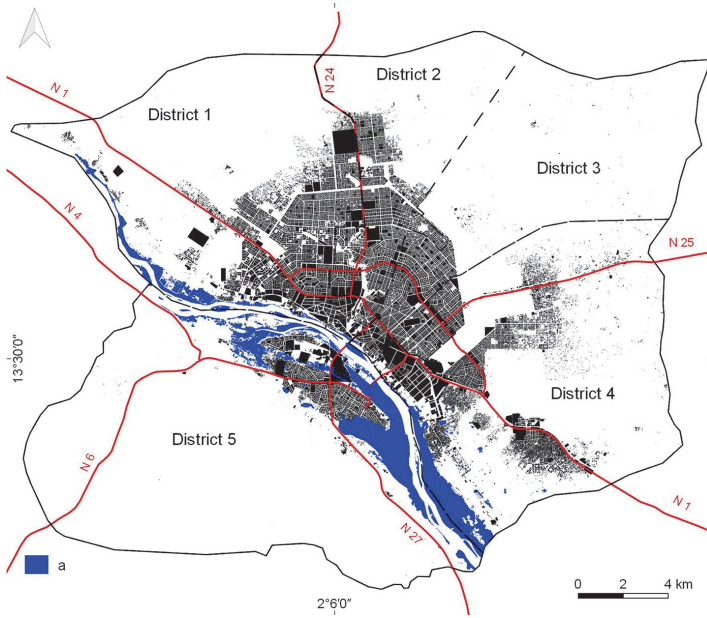 N 24
District 2
N 1
District 1
District 3
N 4
N 25
13°30'0"
District 4
District 5
N 6
N 1
N 27
a
0 2 4 km
2°6'0"